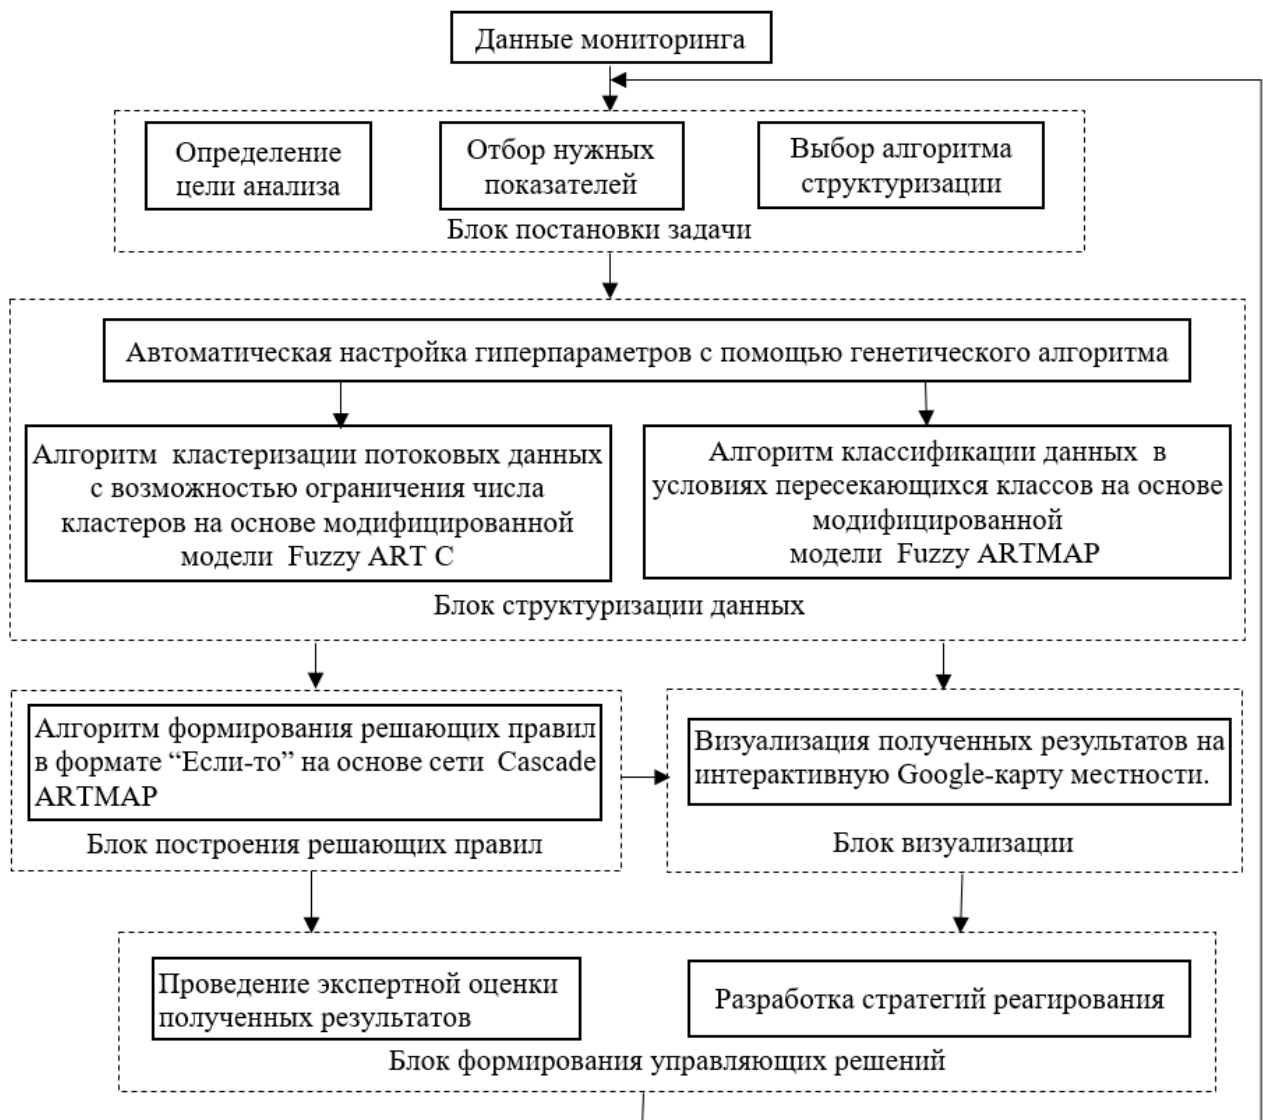 Данные мониторинга
Определение
цели анализа
Отбор нужных
показателей
Выбор алгоритма
структуризации
Блок постановки задачи
Автоматическая настройка гиперпараметров с помощью генетического алгоритма
Алгоритм кластеризации потоковых данных
с возможностью ограничения числа
кластеров на основе модифицированной
модели Fuzzy ART C
Алгоритм классификации данных в
условиях пересекающихся классов на основе
модифицированной
модели Fuzzy ARTMAP
Блок структуризации данных
Алгоритм формирования решающих правил
в формате “Если-то” на основе сети Cascade
ARTMAP
Блок построения решающих правил
Визуализация полученных результатов на
интерактивную Google-карту местности.
Блок визуализации
Проведение экспертной оценки
полученных результатов
Разработка стратегий реагирования
Блок формирования управляющих решений